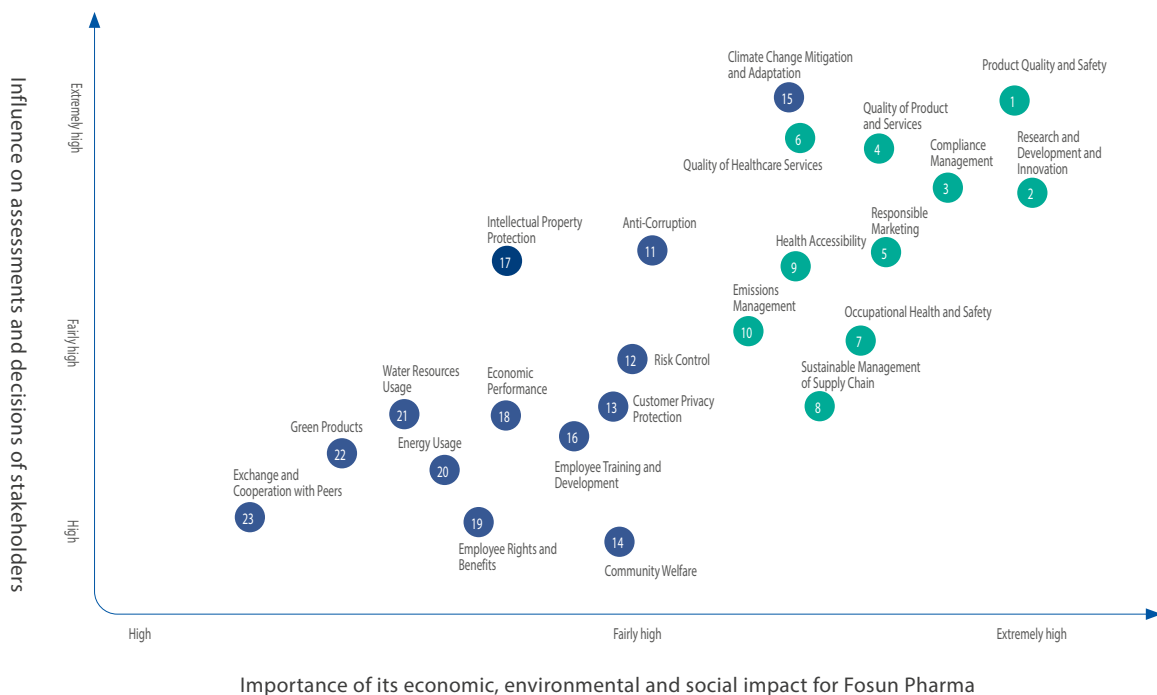 Influence on assessments and decisions of stakeholders
Extremely high
Fairly high
High
Climate Change Mitigation
and Adaptation
15
Product Quality and Safety
1
6
Quality of Healthcare Services
Quality of Product
and Services
4
Compliance
Management
3
Research and
Development and
Innovation
2
Intellectual Property
Protection
17
Anti-Corruption
11
Health Accessibility
9
Responsible
Marketing
5
Emissions
Management
10
Occupational Health and Safety
7
12
Risk Control
Sustainable Management
of Supply Chain
8
Water Resources
Usage
21
Economic
Performance
18
13
Customer Privacy
Protection
Green Products
22
Energy Usage
20
16
Employee Training and
Development
Exchange and
Cooperation with Peers
23
19
Employee Rights and
Benefits
14
Community Welfare
High
Fairly high
Extremely high
Importance of its economic, environmental and social impact for Fosun Pharma